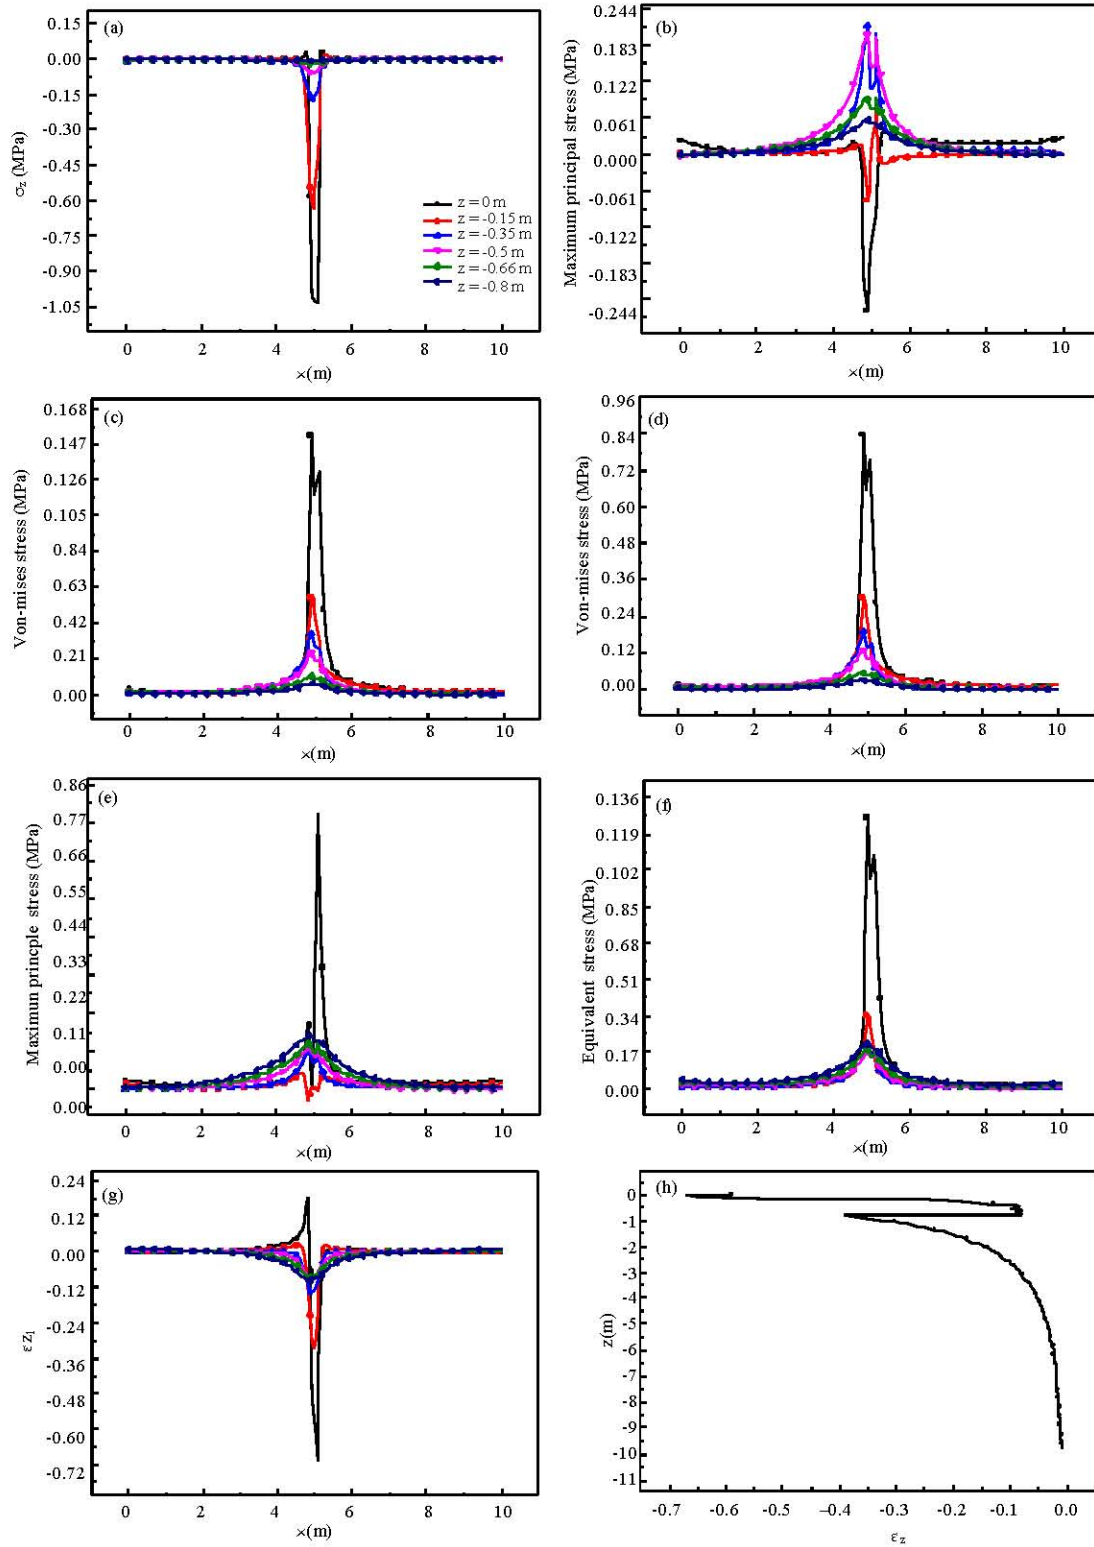 (a)
0.15
0.00
-0.15
-0.30
-0.45
-0.60
-0.75
-0.90
-1.05
σz (MPa)
z = 0 m
z = -0.15 m
z = -0.35 m
z = -0.5 m
z = -0.66 m
z = -0.8 m
0 2 4 6 8 10
×(m)
(b)
0.244
0.183
0.122
0.061
0.000
-0.061
-0.122
-0.183
-0.244
Maximum principal stress (MPa)
0 2 4 6 8 10
×(m)
(c)
0.168
0.147
0.126
0.105
0.84
0.63
0.42
0.21
0.00
Von-mises stress (MPa)
0 2 4 6 8 10
×(m)
(d)
0.96
0.84
0.72
0.60
0.48
0.36
0.24
0.12
0.00
Von-mises stress (MPa)
0 2 4 6 8 10
×(m)
(e)
0.86
0.77
0.66
0.55
0.44
0.33
0.22
0.11
0.00
0.00
Maximun princple stress (MPa)
0 2 4 6 8 10
×(m)
(f)
0.136
0.119
0.102
0.85
0.68
0.51
0.34
0.17
0.00
Equivalent stress (MPa)
0 2 4 6 8 10
×(m)
(g)
0.24
0.12
0.00
-0.12
-0.24
-0.36
-0.48
-0.60
-0.72
0 2 4 6 8 10
×(m)
(h)
0
-1
-2
-3
-4
-5
-6
-7
-8
-9
-10
-11
z(m)
-0.7 -0.6 -0.5 -0.4 -0.3 -0.2 -0.1 0.0
εz